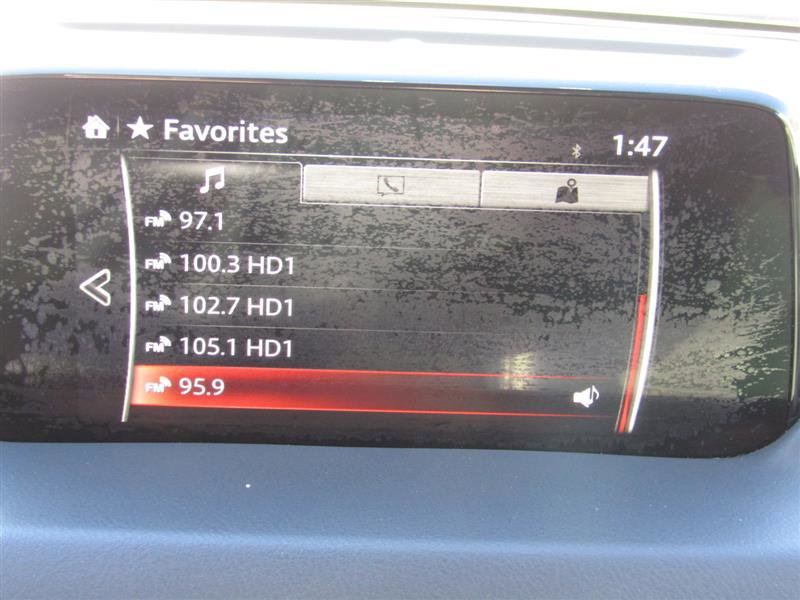 Favorites 1:47
FM 97.1
FM 100.3 HD1
FM 102.7 HD1
FM 105.1 HD1
FM 95.9